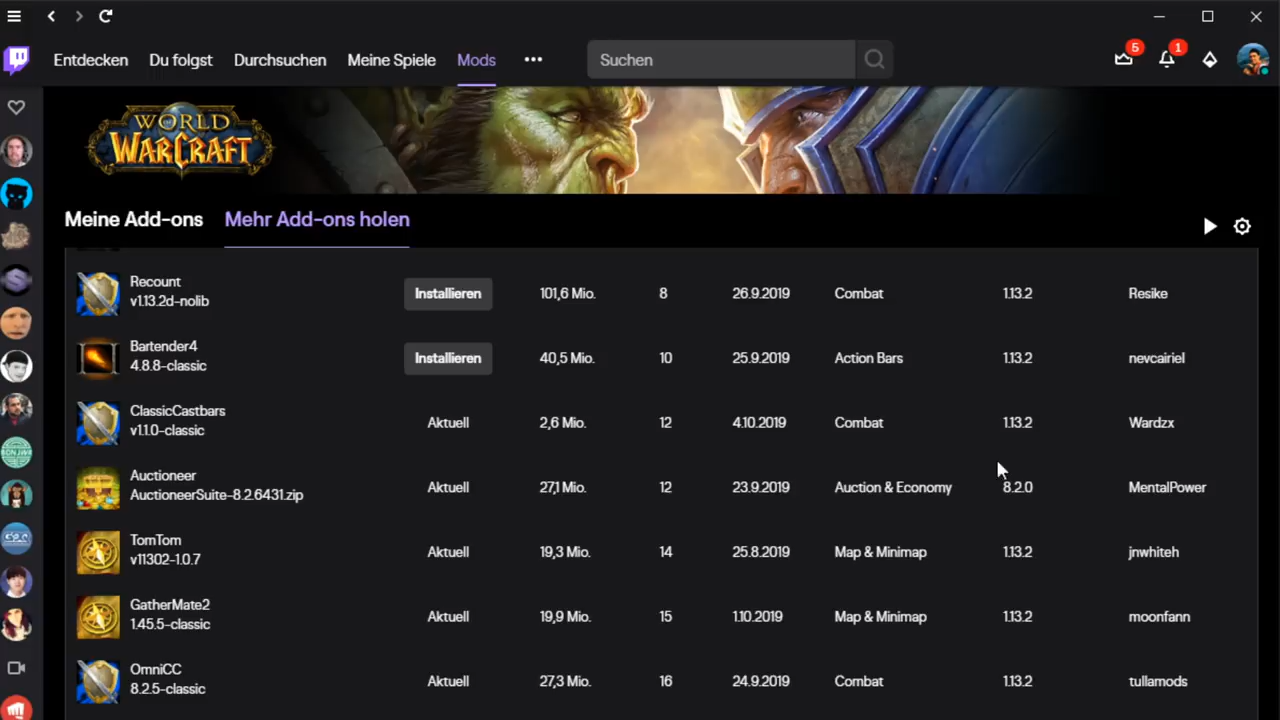 Entdecken Du folgst Durchsuchen Meine Spiele Mods ••• Suchen 5 1
WORLD
OF
WARCRAFT
Meine Add-ons Mehr Add-ons holen
Recount
v1.13.2d-nolib Installieren 101,6 Mio. 8 26.9.2019 Combat 1.13.2 Resike
Bartender4
4.8.8-classic Installieren 40,5 Mio. 10 25.9.2019 Action Bars 1.13.2 nevcairiel
ClassicCastbars
v1.1.0-classic Aktuell 2,6 Mio. 12 4.10.2019 Combat 1.13.2 Wardzx
Auctioneer
AuctioneerSuite-8.2.6431.zip Aktuell 27,1 Mio. 12 23.9.2019 Auction & Economy 8.2.0 MentalPower
TomTom
v11302-1.0.7 Aktuell 19,3 Mio. 14 25.8.2019 Map & Minimap 1.13.2 jnwhiteh
GatherMate2
1.45.5-classic Aktuell 19,9 Mio. 15 1.10.2019 Map & Minimap 1.13.2 moonfann
OmniCC
8.2.5-classic Aktuell 27,3 Mio. 16 24.9.2019 Combat 1.13.2 tullamods